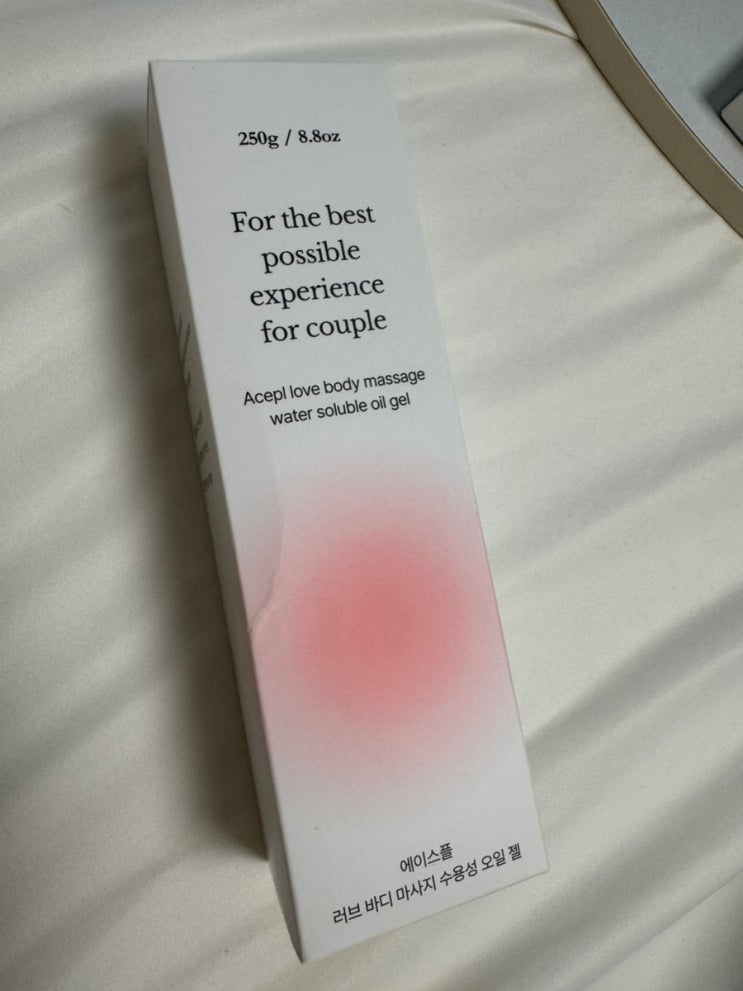 250g / 8.8oz
For the best
possible
experience
for couple
Acepl love body massage
water soluble oil gel
에이스플
러브 바디 마사지 수용성 오일 젤